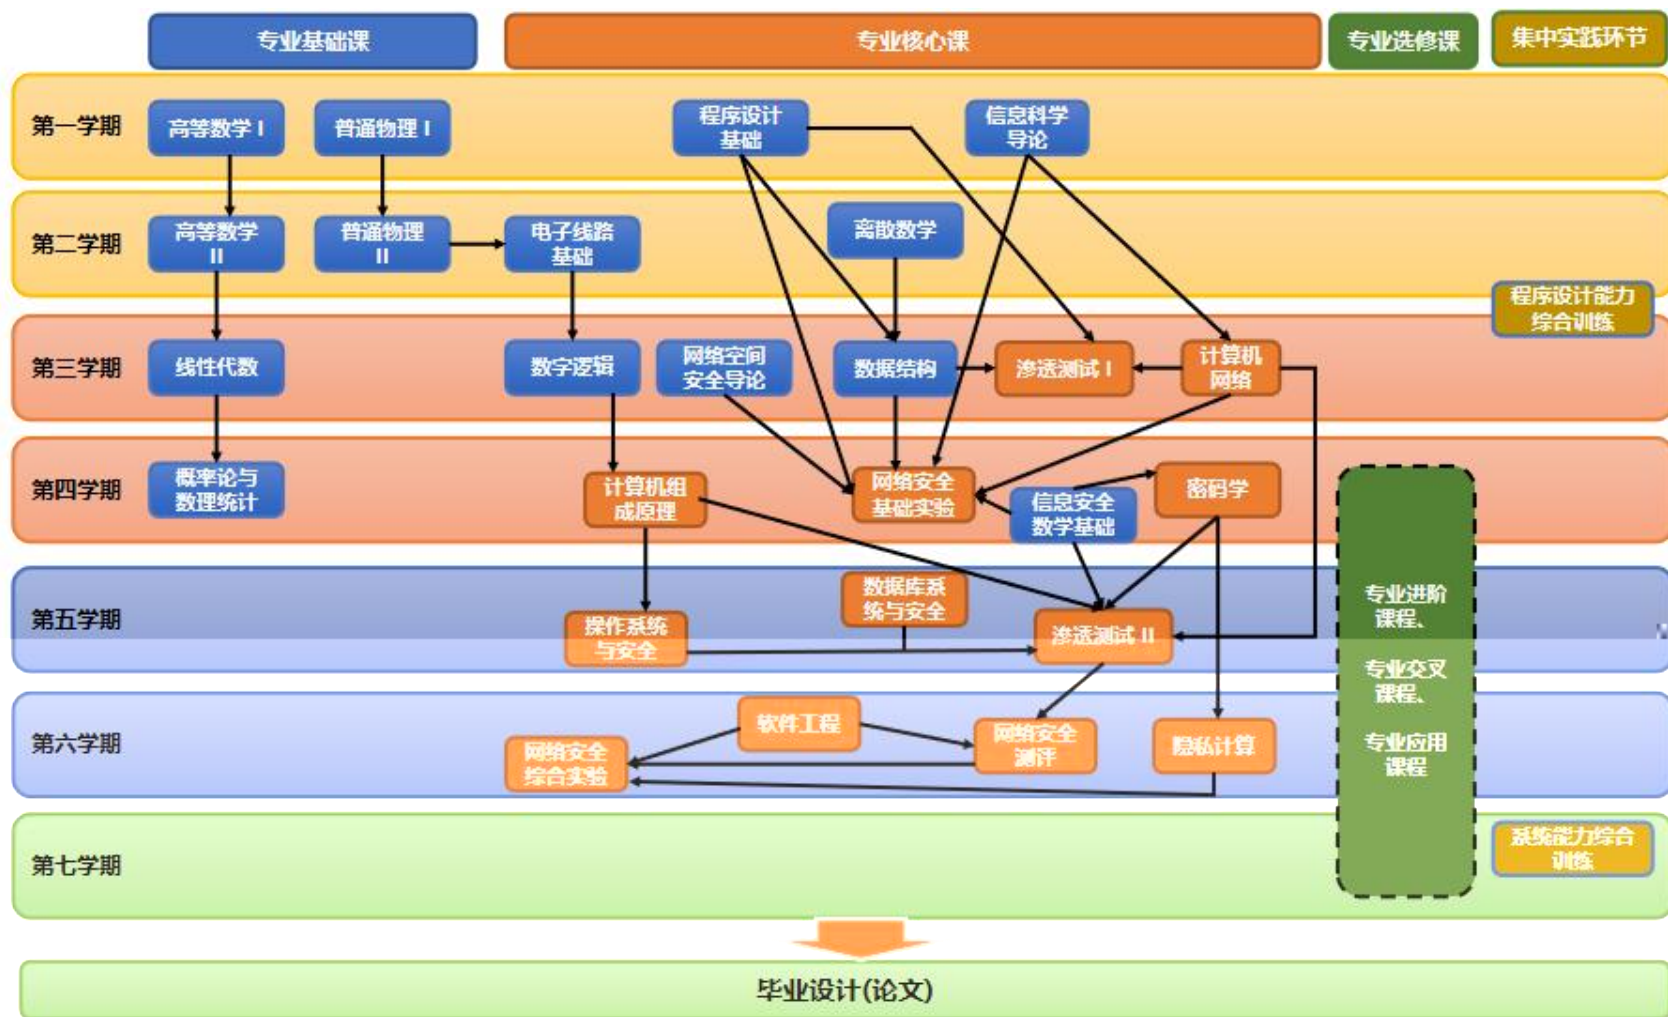 专业基础课
专业核心课
专业选修课
集中实践环节
第一学期
高等数学 I
普通物理 I
程序设计
基础
信息科学
导论
第二学期
高等数学
II
普通物理
II
电子线路
基础
离散数学
程序设计能力
综合训练
第三学期
线性代数
数字逻辑
网络空间
安全导论
数据结构
渗透测试 I
计算机
网络
第四学期
概率论与
数理统计
计算机组
成原理
网络安全
基础实验
信息安全
数学基础
密码学
专业进阶
课程、
专业交叉
课程、
专业应用
课程
第五学期
操作系统
与安全
数据库系
统与安全
渗透测试 II
第六学期
网络安全
综合实验
软件工程
网络安全
测评
隐私计算
第七学期
系统能力综合
训练
毕业设计(论文)